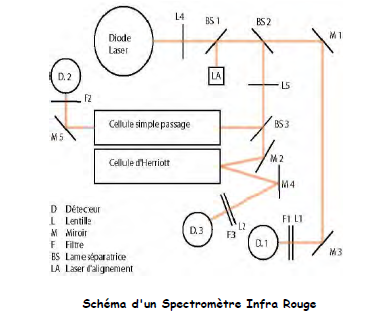 L4 BS 1 BS 2 M 1
Diode
Laser
LA
D.2
F2
L5
M 5
Cellule simple passage
BS 3
Cellule d'Herriott
M 2
M 4
D Détecteur
L Lentille
M Miroir
F Filtre
BS Lame séparatrice
LA Laser d'alignement
D.3
F3
L2
D.1
F1 L1
M 3
Schéma d'un Spectromètre Infra Rouge